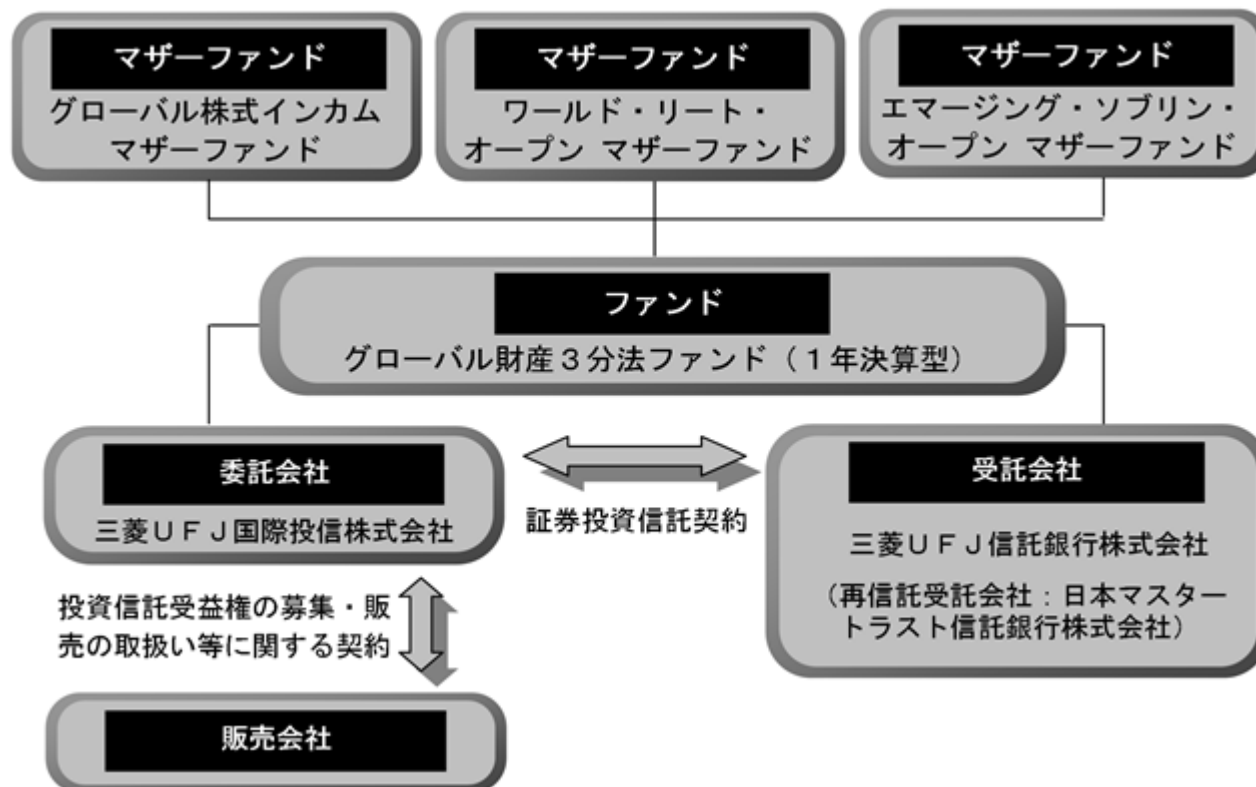 マザーファンド
グローバル株式インカム
マザーファンド
マザーファンド
ワールド・リート・
オープン マザーファンド
マザーファンド
エマージング・ソブリン・
オープン マザーファンド
ファンド
グローバル財産３分法ファンド（１年決算型）
委託会社
三菱ＵＦＪ国際投信株式会社
証券投資信託契約
受託会社
三菱ＵＦＪ信託銀行株式会社
（再信託受託会社：日本マスター
トラスト信託銀行株式会社）
投資信託受益権の募集・販
売の取扱い等に関する契約
販売会社